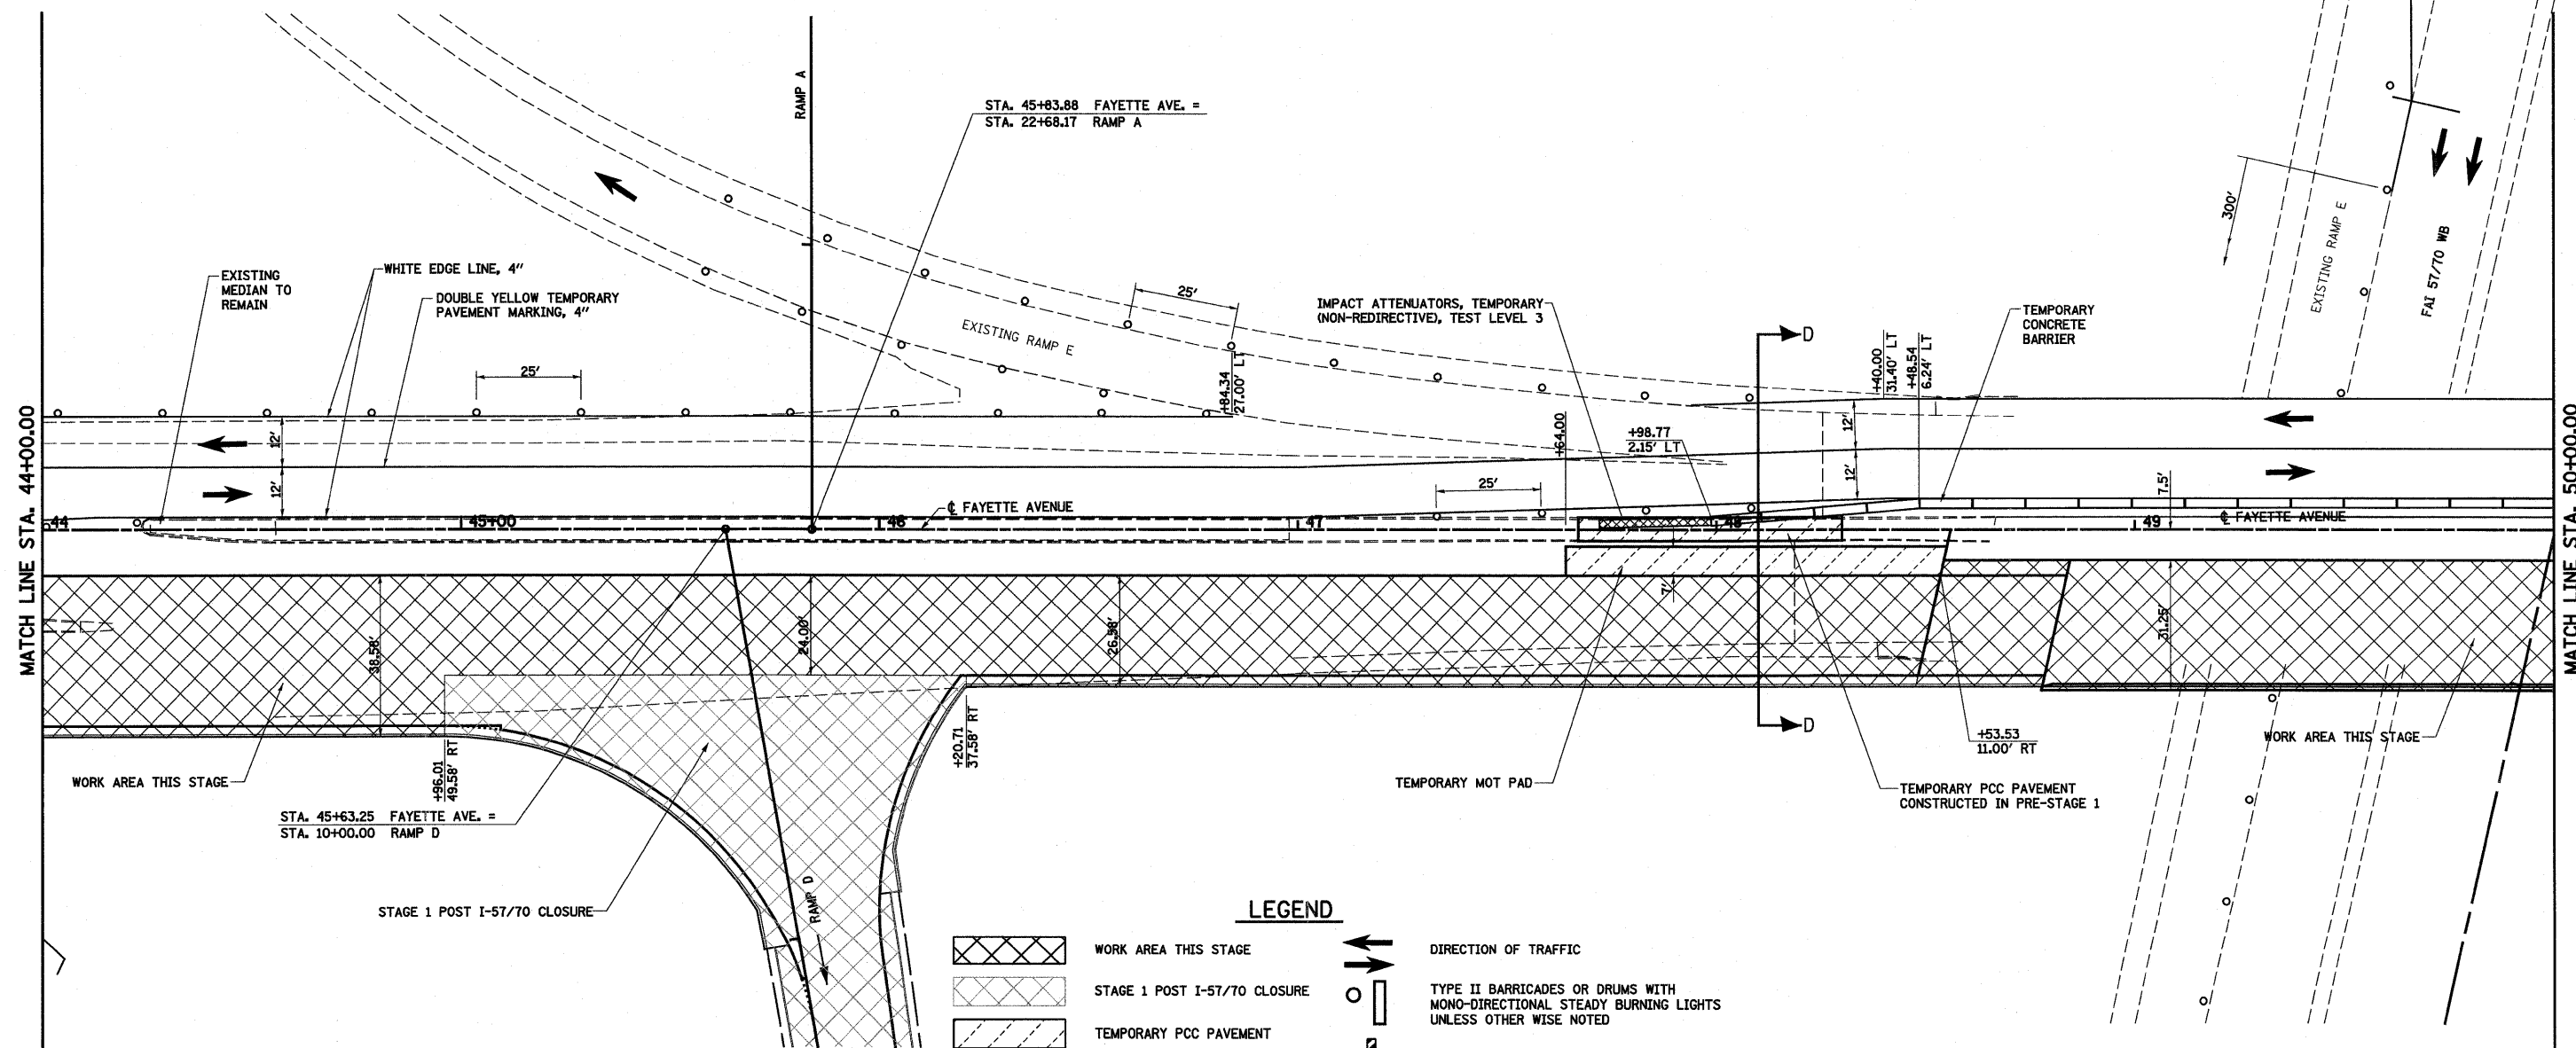 MATCH LINE STA. 44+00.00
MATCH LINE STA. 50+00.00
RAMP A
STA. 45+83.88 FAYETTE AVE. =
STA. 22+68.17 RAMP A
EXISTING
MEDIAN TO
REMAIN
WHITE EDGE LINE, 4"
DOUBLE YELLOW TEMPORARY
PAVEMENT MARKING, 4"
25'
12'
12'
EXISTING RAMP E
25'
+84.34
27.00' LT
IMPACT ATTENUATORS, TEMPORARY
(NON-REDIRECTIVE), TEST LEVEL 3
D
+40.00
31.40' LT
+48.54
6.24' LT
TEMPORARY
CONCRETE
BARRIER
300'
EXISTING RAMP E
FAI 57/70 WB
+64.00
+98.77
2.15' LT
25'
12'
12'
7.5'
44
45+00
46
℄ FAYETTE AVENUE
47
48
49
℄ FAYETTE AVENUE
38.58'
24.00'
26.98'
7'
31.25'
D
+96.01
49.58' RT
+20.71
37.58' RT
+53.53
11.00' RT
WORK AREA THIS STAGE
WORK AREA THIS STAGE
STA. 45+63.25 FAYETTE AVE. =
STA. 10+00.00 RAMP D
TEMPORARY MOT PAD
TEMPORARY PCC PAVEMENT
CONSTRUCTED IN PRE-STAGE 1
STAGE 1 POST I-57/70 CLOSURE
RAMP D
LEGEND
WORK AREA THIS STAGE
DIRECTION OF TRAFFIC
STAGE 1 POST I-57/70 CLOSURE
TYPE II BARRICADES OR DRUMS WITH
MONO-DIRECTIONAL STEADY BURNING LIGHTS
UNLESS OTHER WISE NOTED
TEMPORARY PCC PAVEMENT